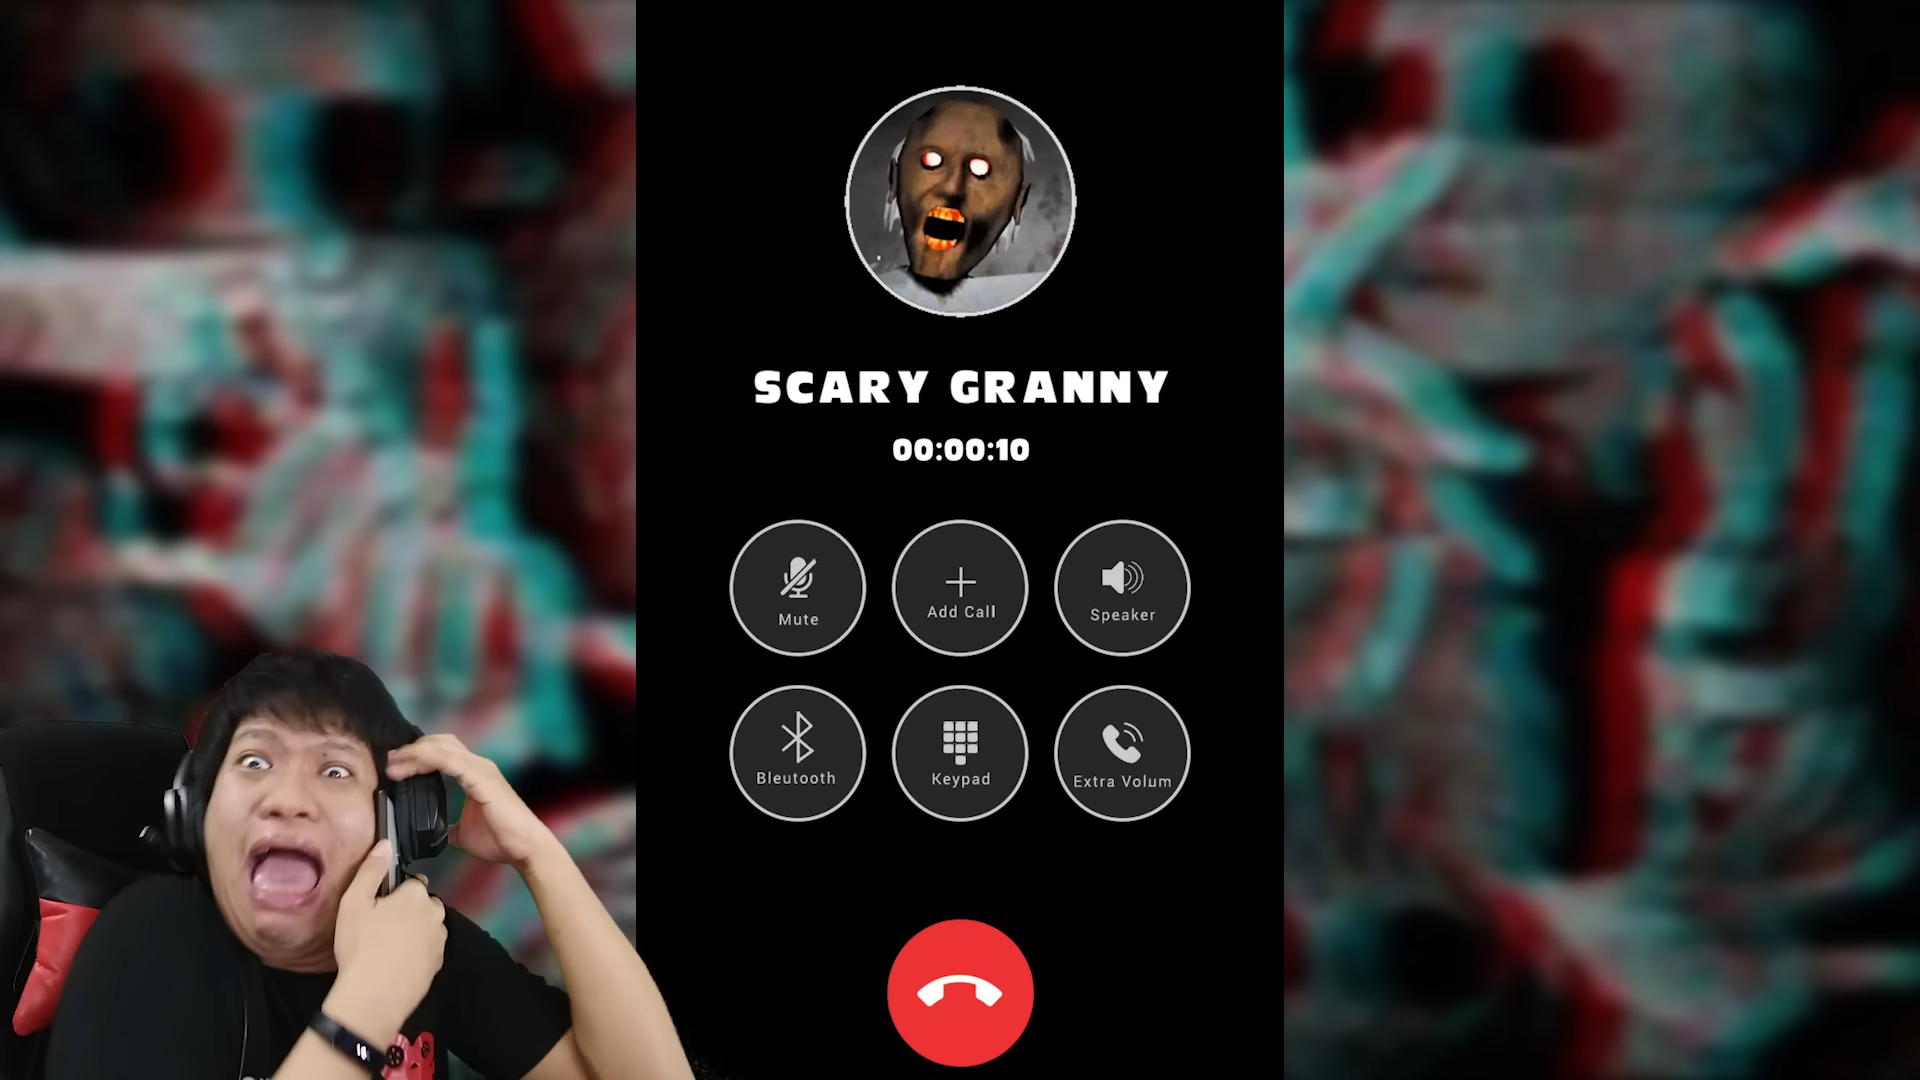 SCARY GRANNY
00:00:10
Mute
Add Call
Speaker
Bleutooth
Keypad
Extra Volum